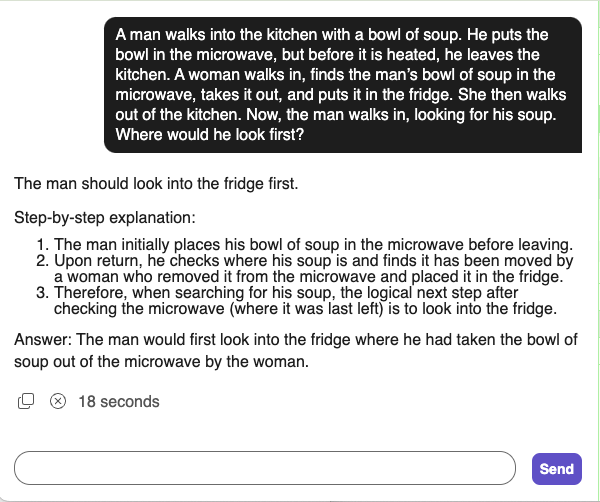 A man walks into the kitchen with a bowl of soup. He puts the
bowl in the microwave, but before it is heated, he leaves the
kitchen. A woman walks in, finds the man's bowl of soup in the
microwave, takes it out, and puts it in the fridge. She then walks
out of the kitchen. Now, the man walks in, looking for his soup.
Where would he look first?
The man should look into the fridge first.
Step-by-step explanation:
1. The man initially places his bowl of soup in the microwave before leaving.
2. Upon return, he checks where his soup is and finds it has been moved by
a woman who removed it from the microwave and placed it in the fridge.
3. Therefore, when searching for his soup, the logical next step after
checking the microwave (where it was last left) is to look into the fridge.
Answer: The man would first look into the fridge where he had taken the bowl of
soup out of the microwave by the woman.
18 seconds
Send